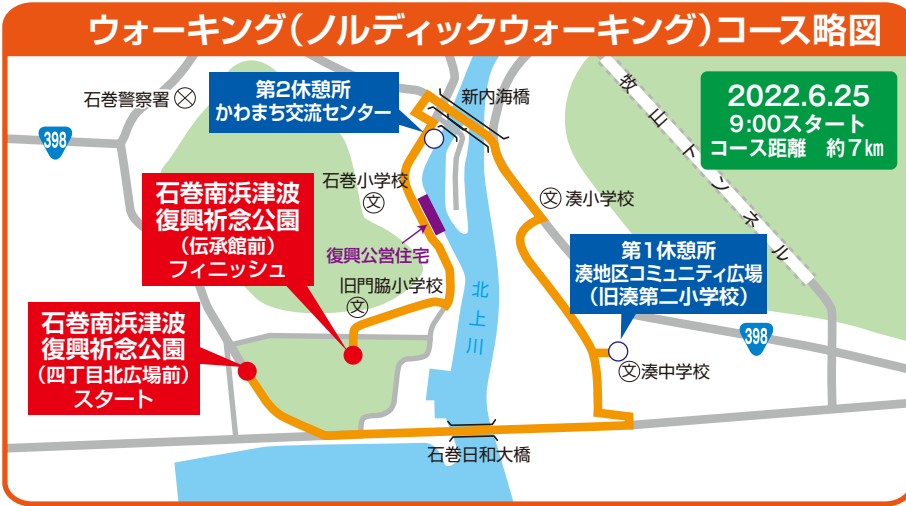 ウォーキング(ノルディックウォーキング)コース略図
2022.6.25
9:00スタート
コース距離 約7km
第2休憩所
かわまち交流センター
新内海橋
石巻警察署
398
牧山トンネル
石巻小学校
文
文 湊小学校
石巻南浜津波
復興祈念公園
(伝承館前)
フィニッシュ
復興公営住宅
第1休憩所
湊地区コミュニティ広場
(旧湊第二小学校)
旧門脇小学校
文
北上川
石巻南浜津波
復興祈念公園
(四丁目北広場前)
スタート
398
文 湊中学校
石巻日和大橋